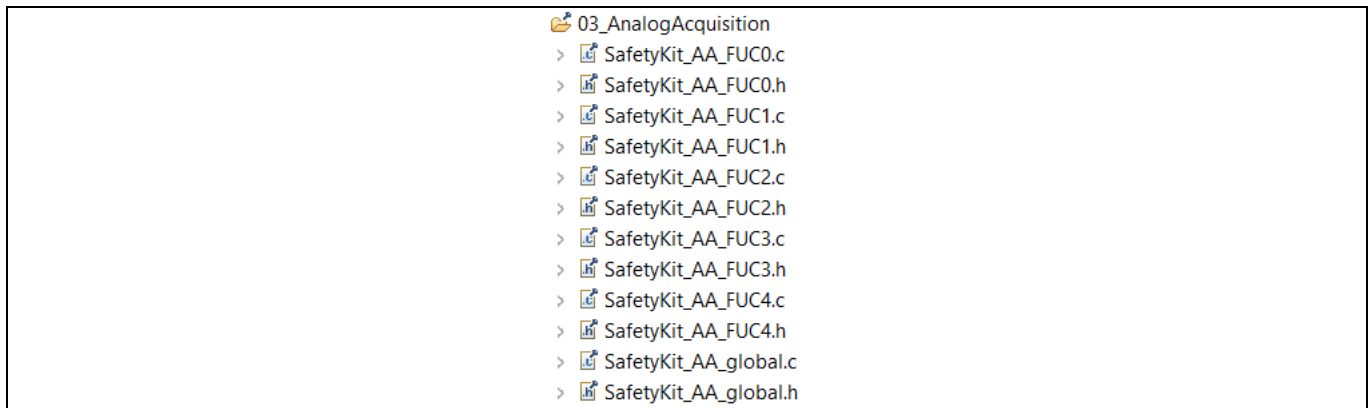 03_AnalogAcquisition
SafetyKit_AA_FUC0.c
SafetyKit_AA_FUC0.h
SafetyKit_AA_FUC1.c
SafetyKit_AA_FUC1.h
SafetyKit_AA_FUC2.c
SafetyKit_AA_FUC2.h
SafetyKit_AA_FUC3.c
SafetyKit_AA_FUC3.h
SafetyKit_AA_FUC4.c
SafetyKit_AA_FUC4.h
SafetyKit_AA_global.c
SafetyKit_AA_global.h